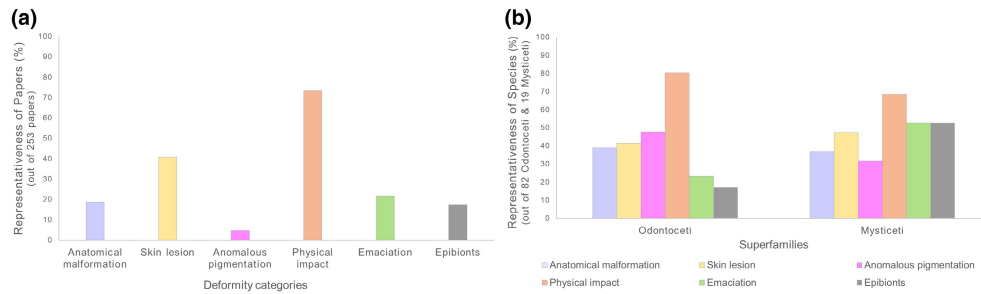 (a)
Representativeness of Papers (%)
(out of 253 papers)
100
90
80
70
60
50
40
30
20
10
0
Anatomical
malformation
Skin lesion
Anomalous
pigmentation
Physical
impact
Emaciation
Epibionts
Deformity categories
(b)
Representativeness of Species (%)
(out of 82 Odontoceti & 19 Mysticeti)
100
90
80
70
60
50
40
30
20
10
0
Odontoceti
Mysticeti
Superfamilies
Anatomical malformation
Skin lesion
Anomalous pigmentation
Physical impact
Emaciation
Epibionts